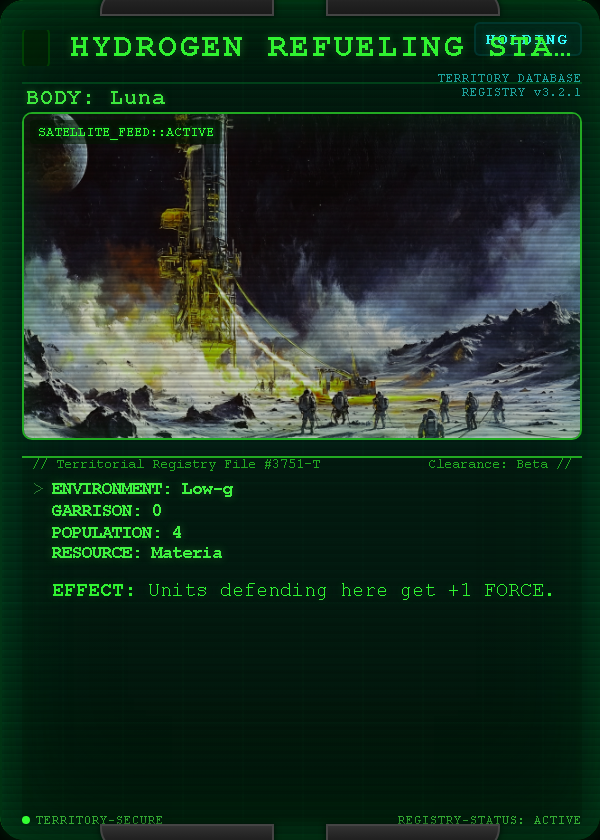 HYDROGEN REFUELING STA…
HOLDING
TERRITORY DATABASE
REGISTRY v3.2.1
BODY: Luna
SATELLITE_FEED::ACTIVE
// Territorial Registry File #3751-T
Clearance: Beta //
> ENVIRONMENT: Low-g
GARRISON: 0
POPULATION: 4
RESOURCE: Materia
EFFECT: Units defending here get +1 FORCE.
TERRITORY-SECURE
REGISTRY-STATUS: ACTIVE